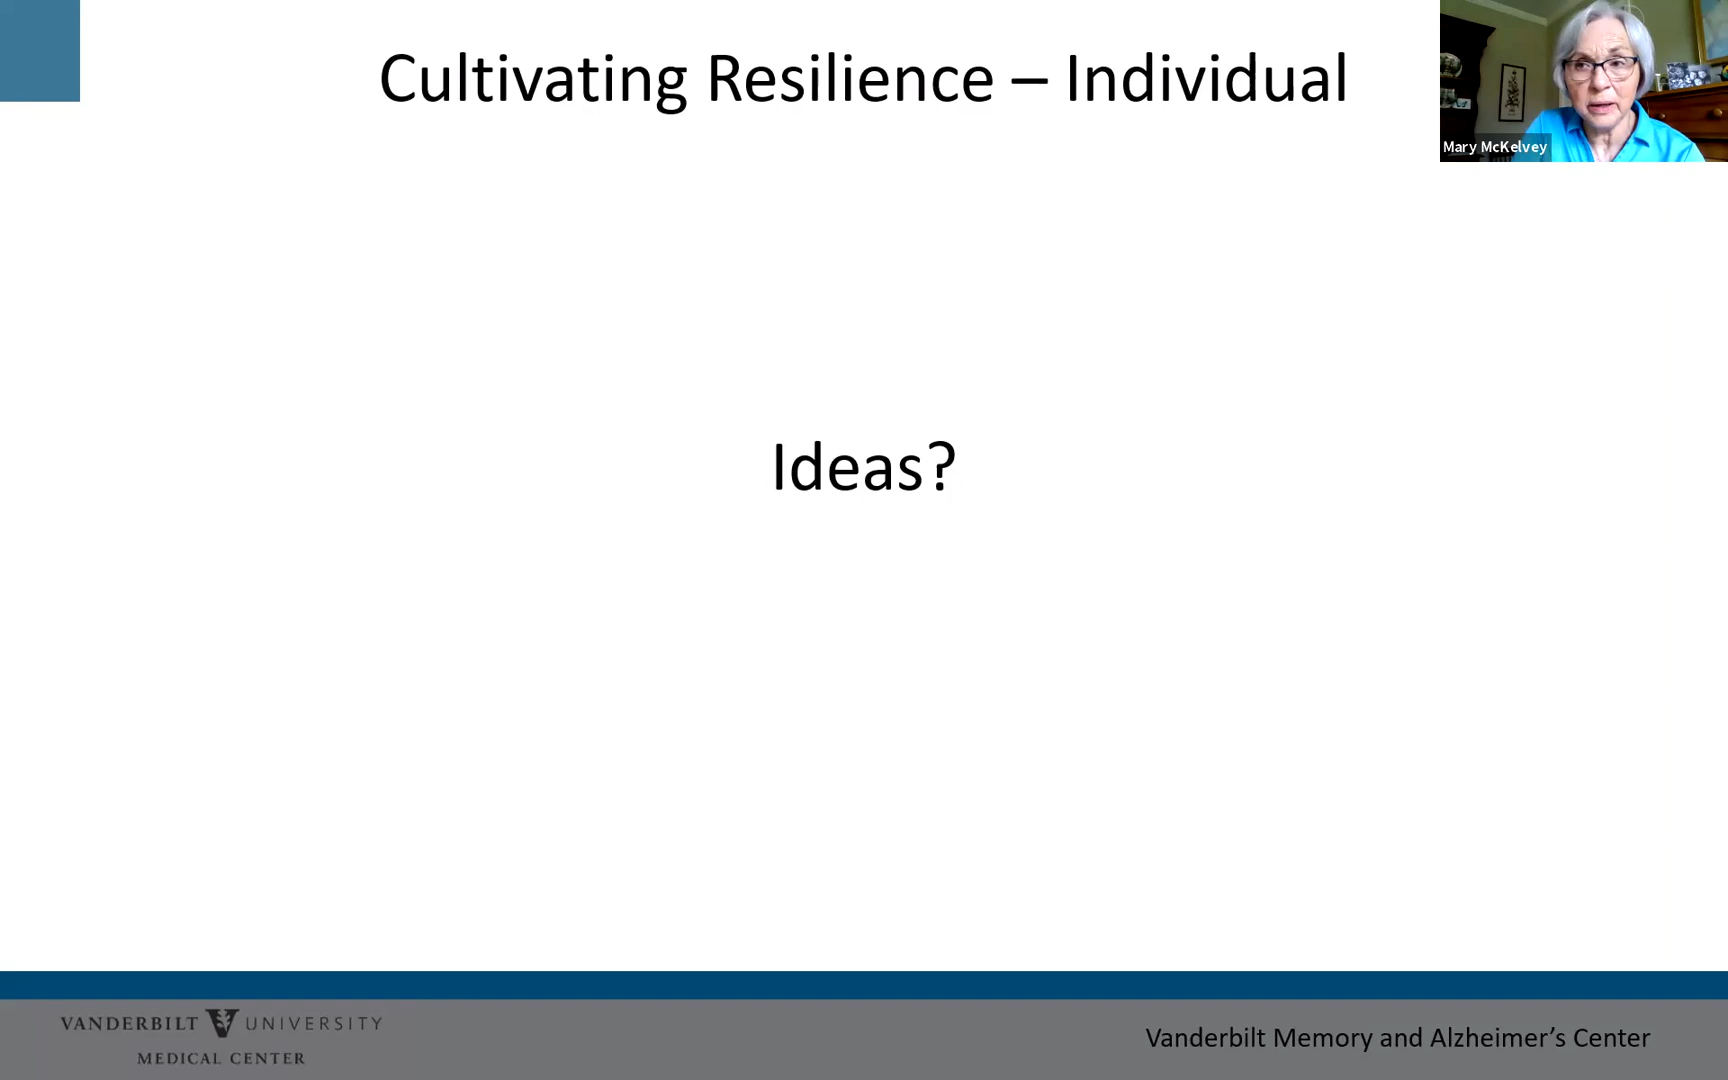 Cultivating Resilience – Individual
Mary McKelvey
Ideas?
VANDERBILT UNIVERSITY
MEDICAL CENTER
Vanderbilt Memory and Alzheimer’s Center